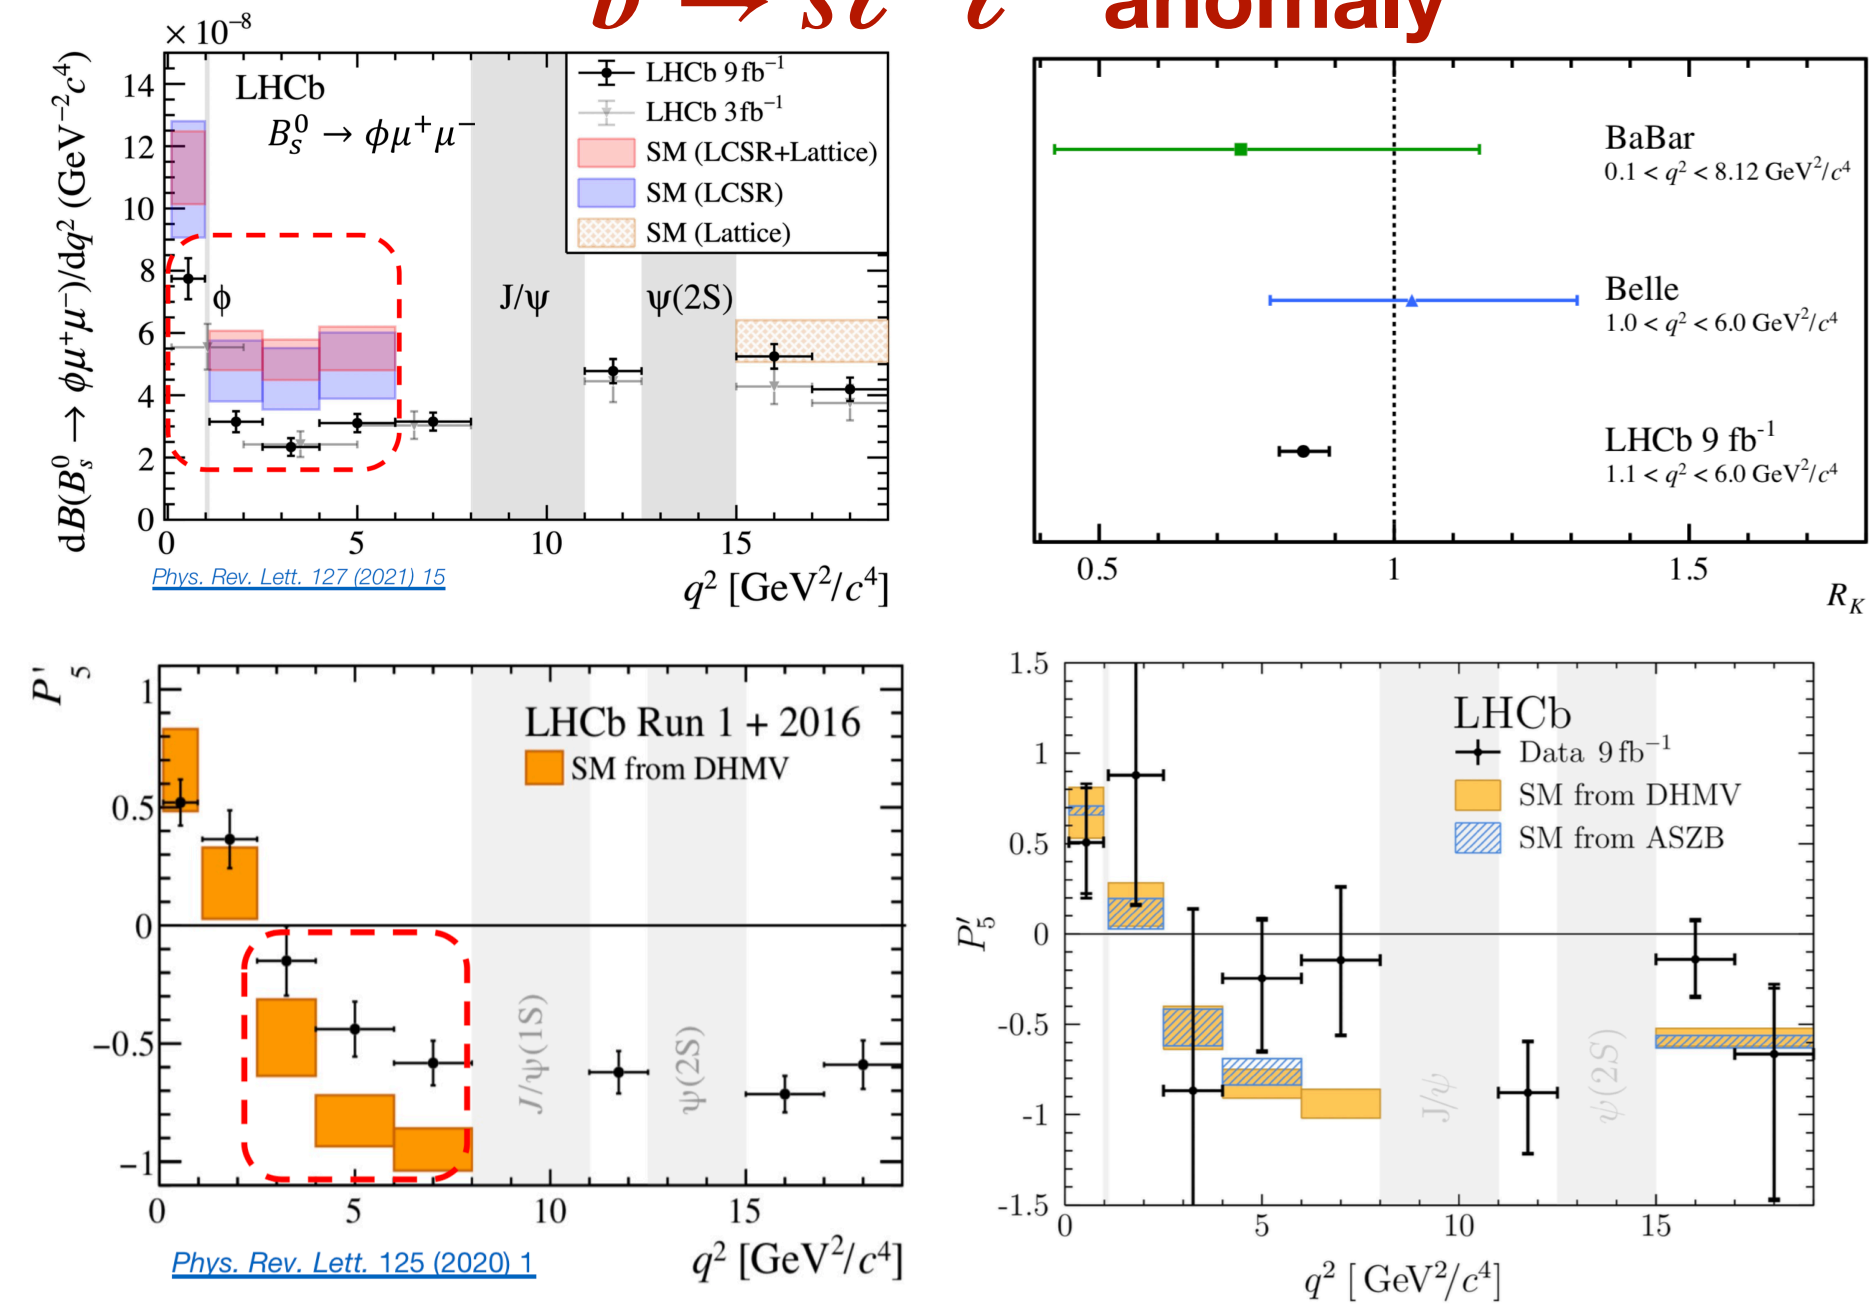 b → sℓ⁺ℓ⁻ anomaly
× 10⁻⁸
dB(B⁰ₛ → ϕμ⁺μ⁻)/dq² (GeV⁻²c⁴)
14
12
10
8
6
4
2
0
LHCb
B⁰ₛ → ϕμ⁺μ⁻
LHCb 9 fb⁻¹
LHCb 3 fb⁻¹
SM (LCSR+Lattice)
SM (LCSR)
SM (Lattice)
ϕ
J/ψ
ψ(2S)
0 5 10 15
q² [GeV²/c⁴]
Phys. Rev. Lett. 127 (2021) 15
BaBar
0.1 < q² < 8.12 GeV²/c⁴
Belle
1.0 < q² < 6.0 GeV²/c⁴
LHCb 9 fb⁻¹
1.1 < q² < 6.0 GeV²/c⁴
0.5 1 1.5
R_K
P′₅
1
0.5
0
−0.5
−1
LHCb Run 1 + 2016
SM from DHMV
J/ψ(1S)
ψ(2S)
0 5 10 15
q² [GeV²/c⁴]
Phys. Rev. Lett. 125 (2020) 1
P′₅
1.5
1
0.5
0
-0.5
-1
-1.5
LHCb
Data 9 fb⁻¹
SM from DHMV
SM from ASZB
J/ψ
ψ(2S)
0 5 10 15
q² [ GeV²/c⁴]